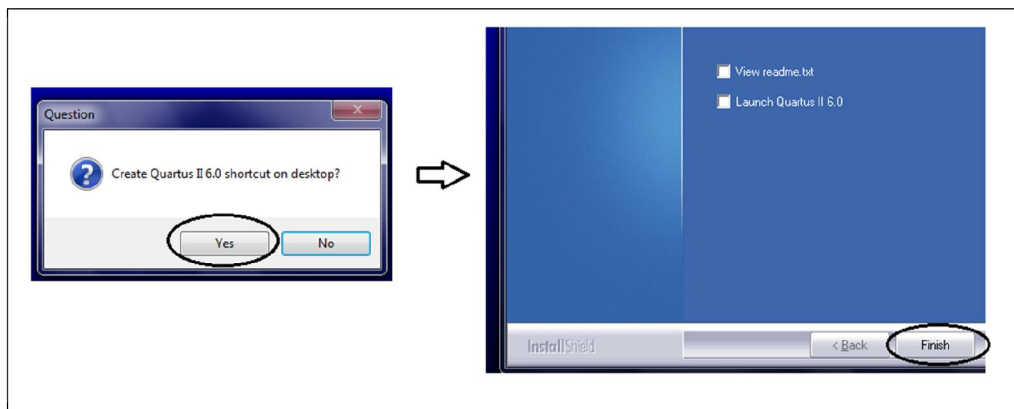 Question
Create Quartus II 6.0 shortcut on desktop?
Yes
No
View readme.txt
Launch Quartus II 6.0
InstallShield
< Back
Finish